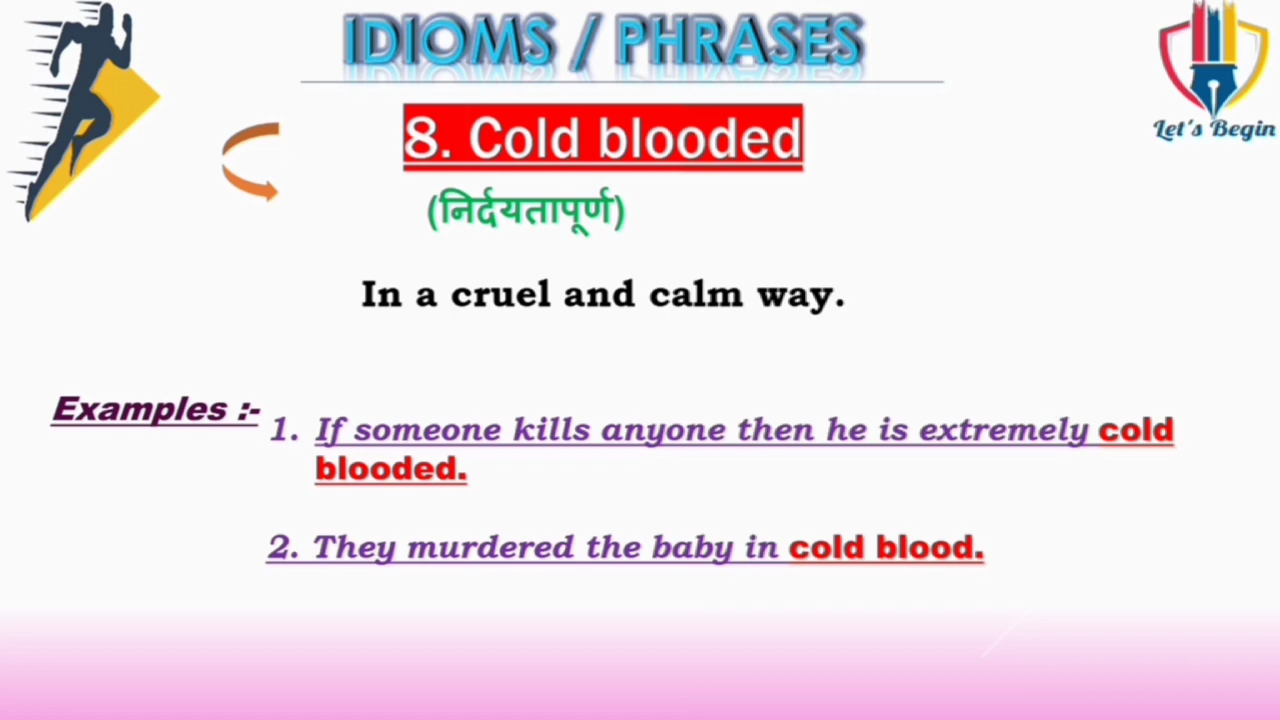 IDIOMS / PHRASES
Let's Begin
8. Cold blooded
(निर्दयतापूर्ण)
In a cruel and calm way.
Examples :-
1. If someone kills anyone then he is extremely cold
blooded.
2. They murdered the baby in cold blood.